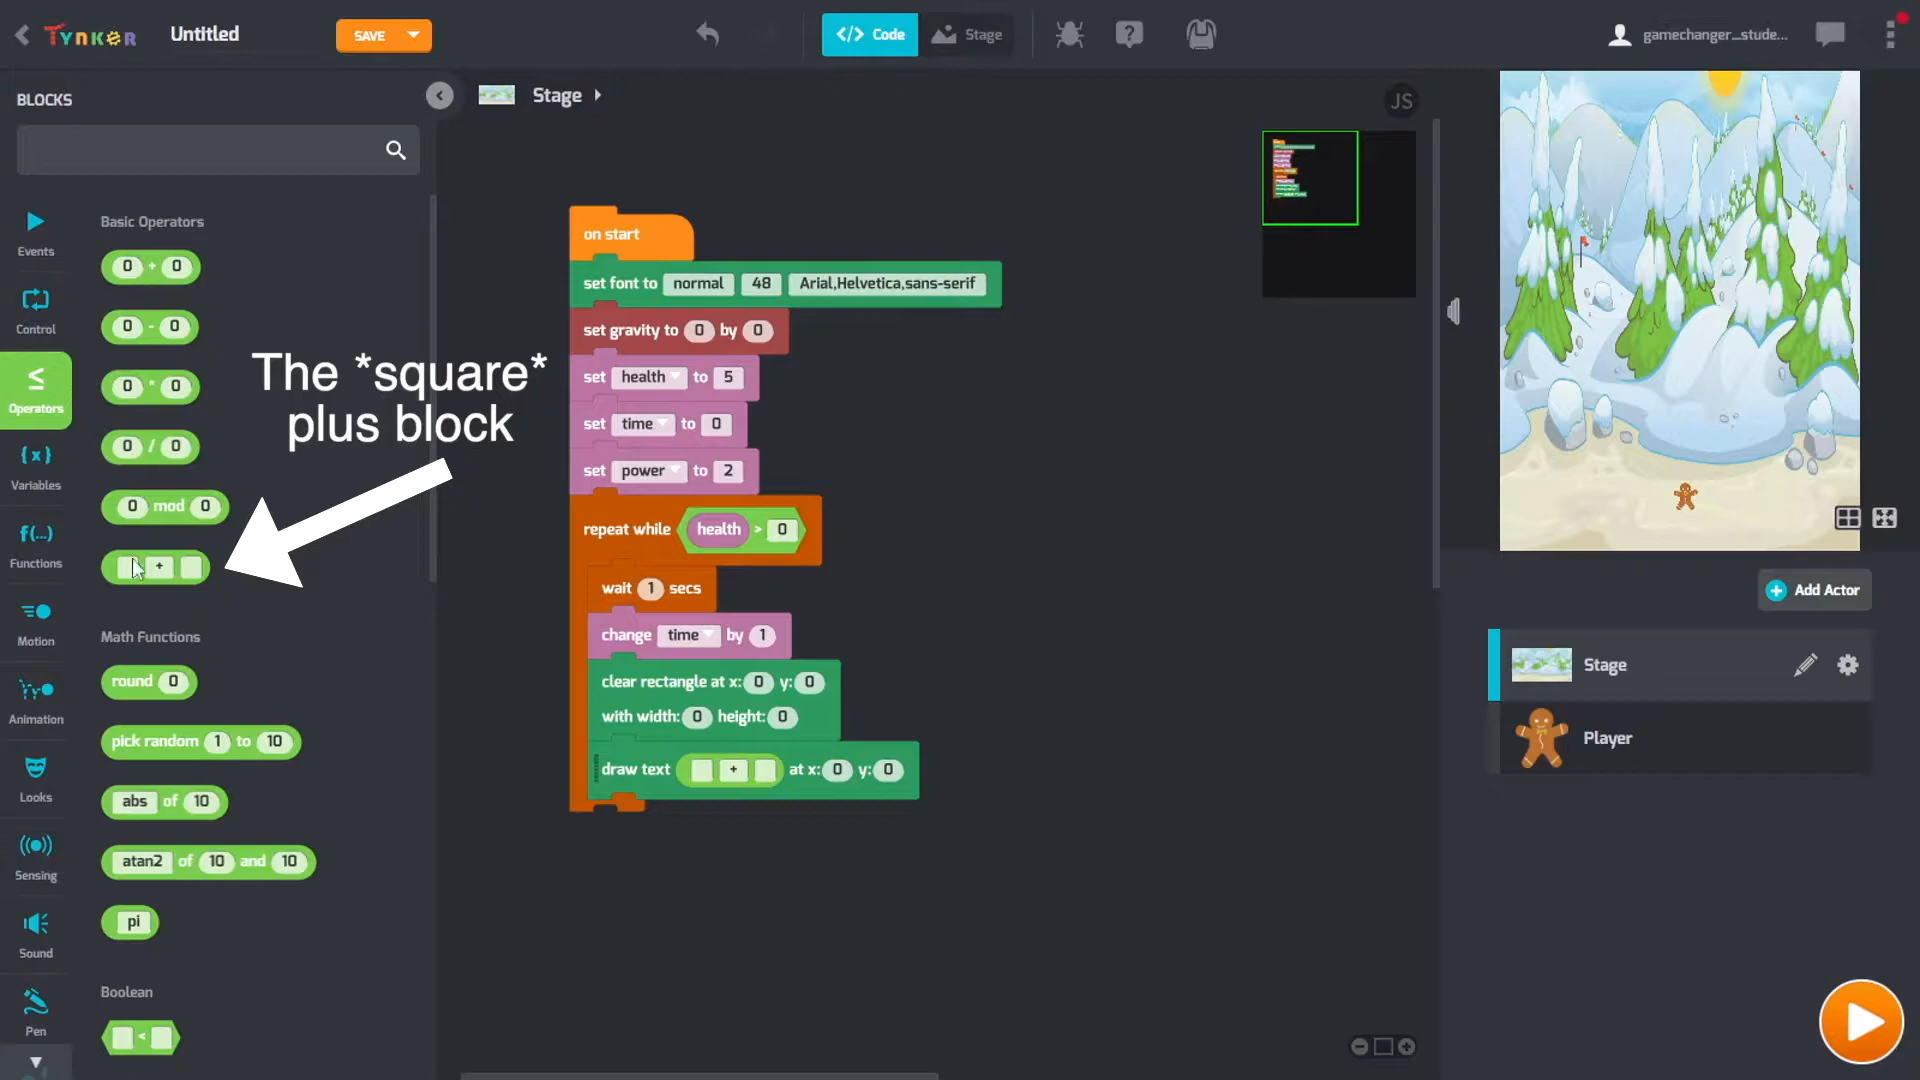 TYNKER
Untitled
SAVE
</> Code
Stage
?
gamechanger_stude...
BLOCKS
Stage
JS
Events
Control
≤
Operators
{x}
Variables
f(...)
Functions
Motion
Animation
Looks
Sensing
Sound
Pen
Basic Operators
0 + 0
0 - 0
0 * 0
0 / 0
0 mod 0
+
Math Functions
round 0
pick random 1 to 10
abs of 10
atan2 of 10 and 10
pi
Boolean
<
The *square*
plus block
on start
set font to normal 48 Arial,Helvetica,sans-serif
set gravity to 0 by 0
set health to 5
set time to 0
set power to 2
repeat while health > 0
wait 1 secs
change time by 1
clear rectangle at x: 0 y: 0
with width: 0 height: 0
draw text + at x: 0 y: 0
Add Actor
Stage
Player